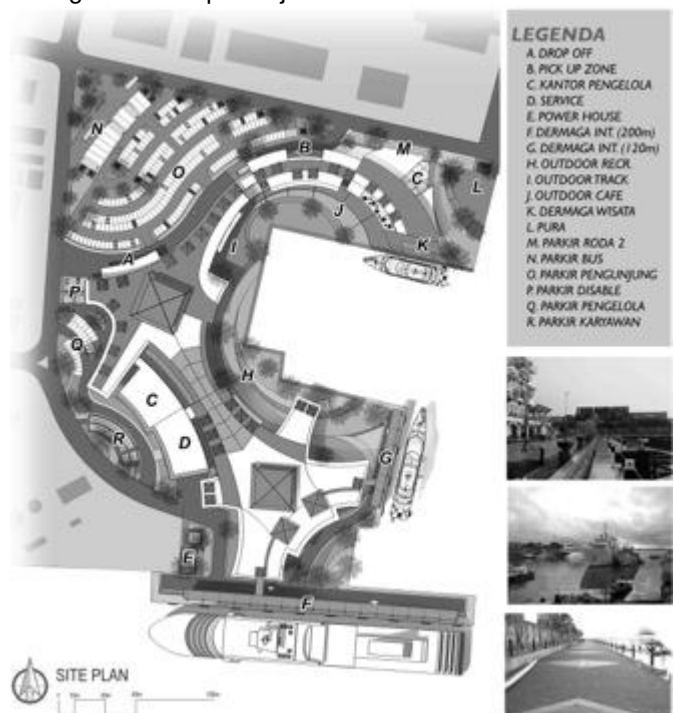 LEGENDA
A. DROP OFF
B. PICK UP ZONE
C. KANTOR PENGELOLA
D. SERVICE
E. POWER HOUSE
F. DERMAGA INT. (200m)
G. DERMAGA INT. (120m)
H. OUTDOOR RECR.
I. OUTDOOR TRACK
J. OUTDOOR CAFE
K. DERMAGA WISATA
L. PURA
M. PARKIR RODA 2
N. PARKIR BUS
O. PARKIR PENGUNJUNG
P. PARKIR DISABLE
Q. PARKIR PENGELOLA
R. PARKIR KARYAWAN
N
B
M
O
C
L
J
I
K
A
P
Q
H
C
D
R
G
E
F
SITE PLAN